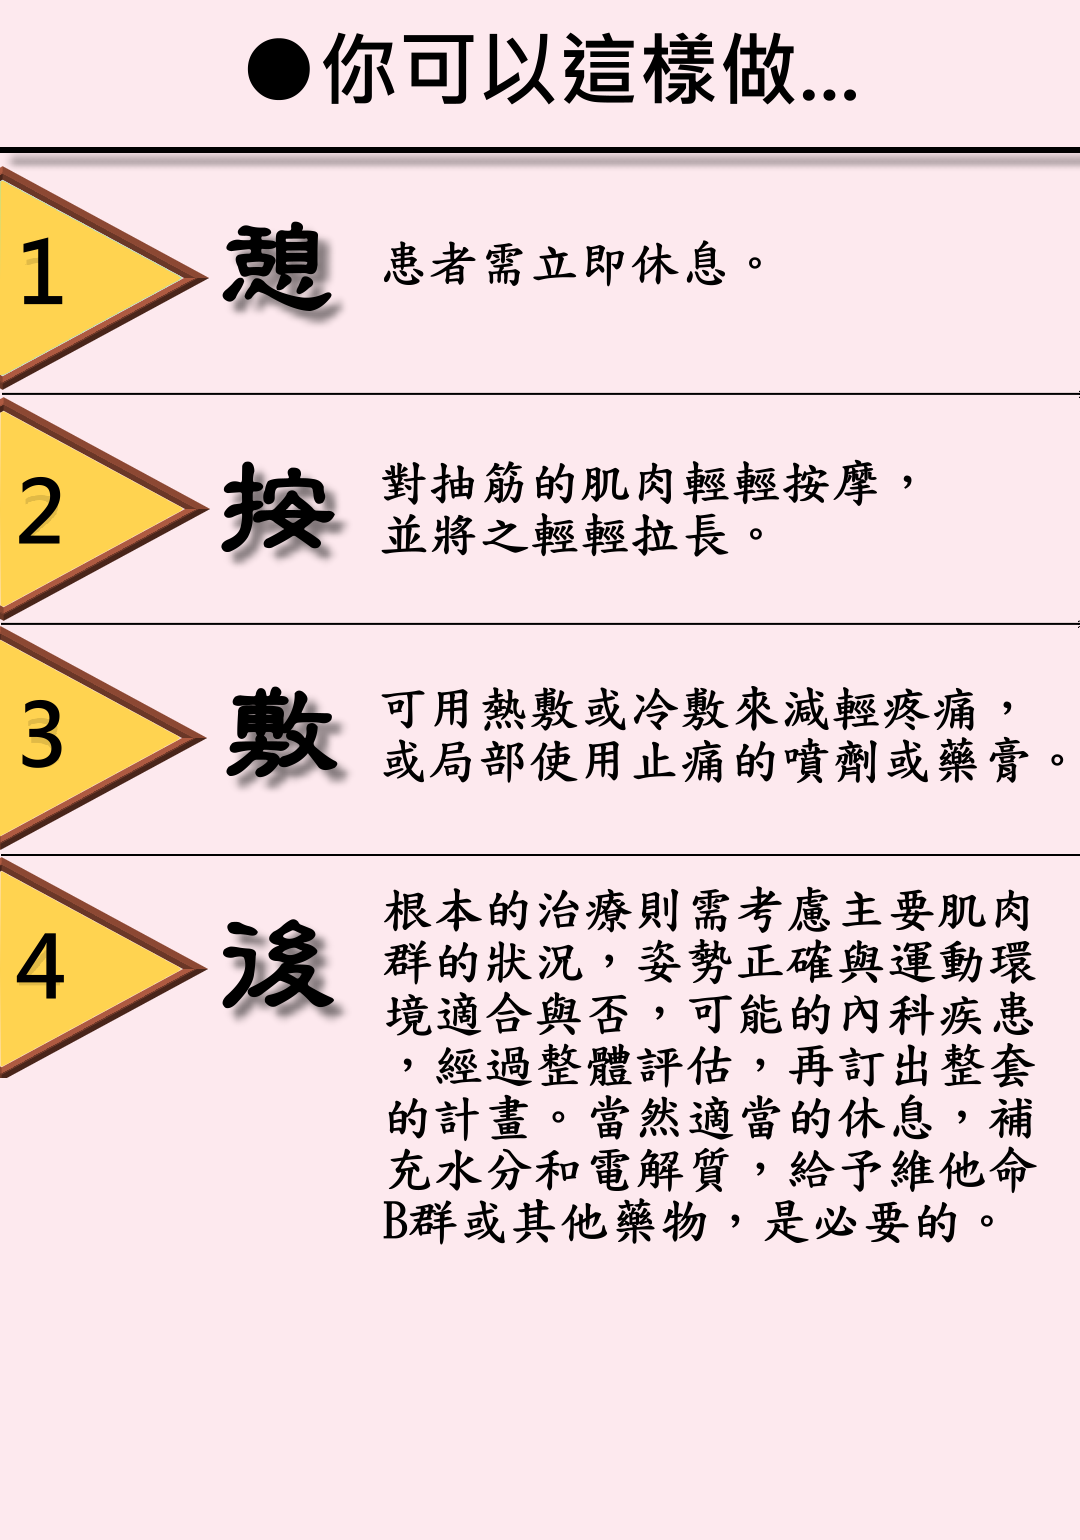 ●你可以這樣做...
1
憩
患者需立即休息。
2
按
對抽筋的肌肉輕輕按摩，
並將之輕輕拉長。
3
敷
可用熱敷或冷敷來減輕疼痛，
或局部使用止痛的噴劑或藥膏。
4
後
根本的治療則需考慮主要肌肉
群的狀況，姿勢正確與運動環
境適合與否，可能的內科疾患
，經過整體評估，再訂出整套
的計畫。當然適當的休息，補
充水分和電解質，給予維他命
B群或其他藥物，是必要的。